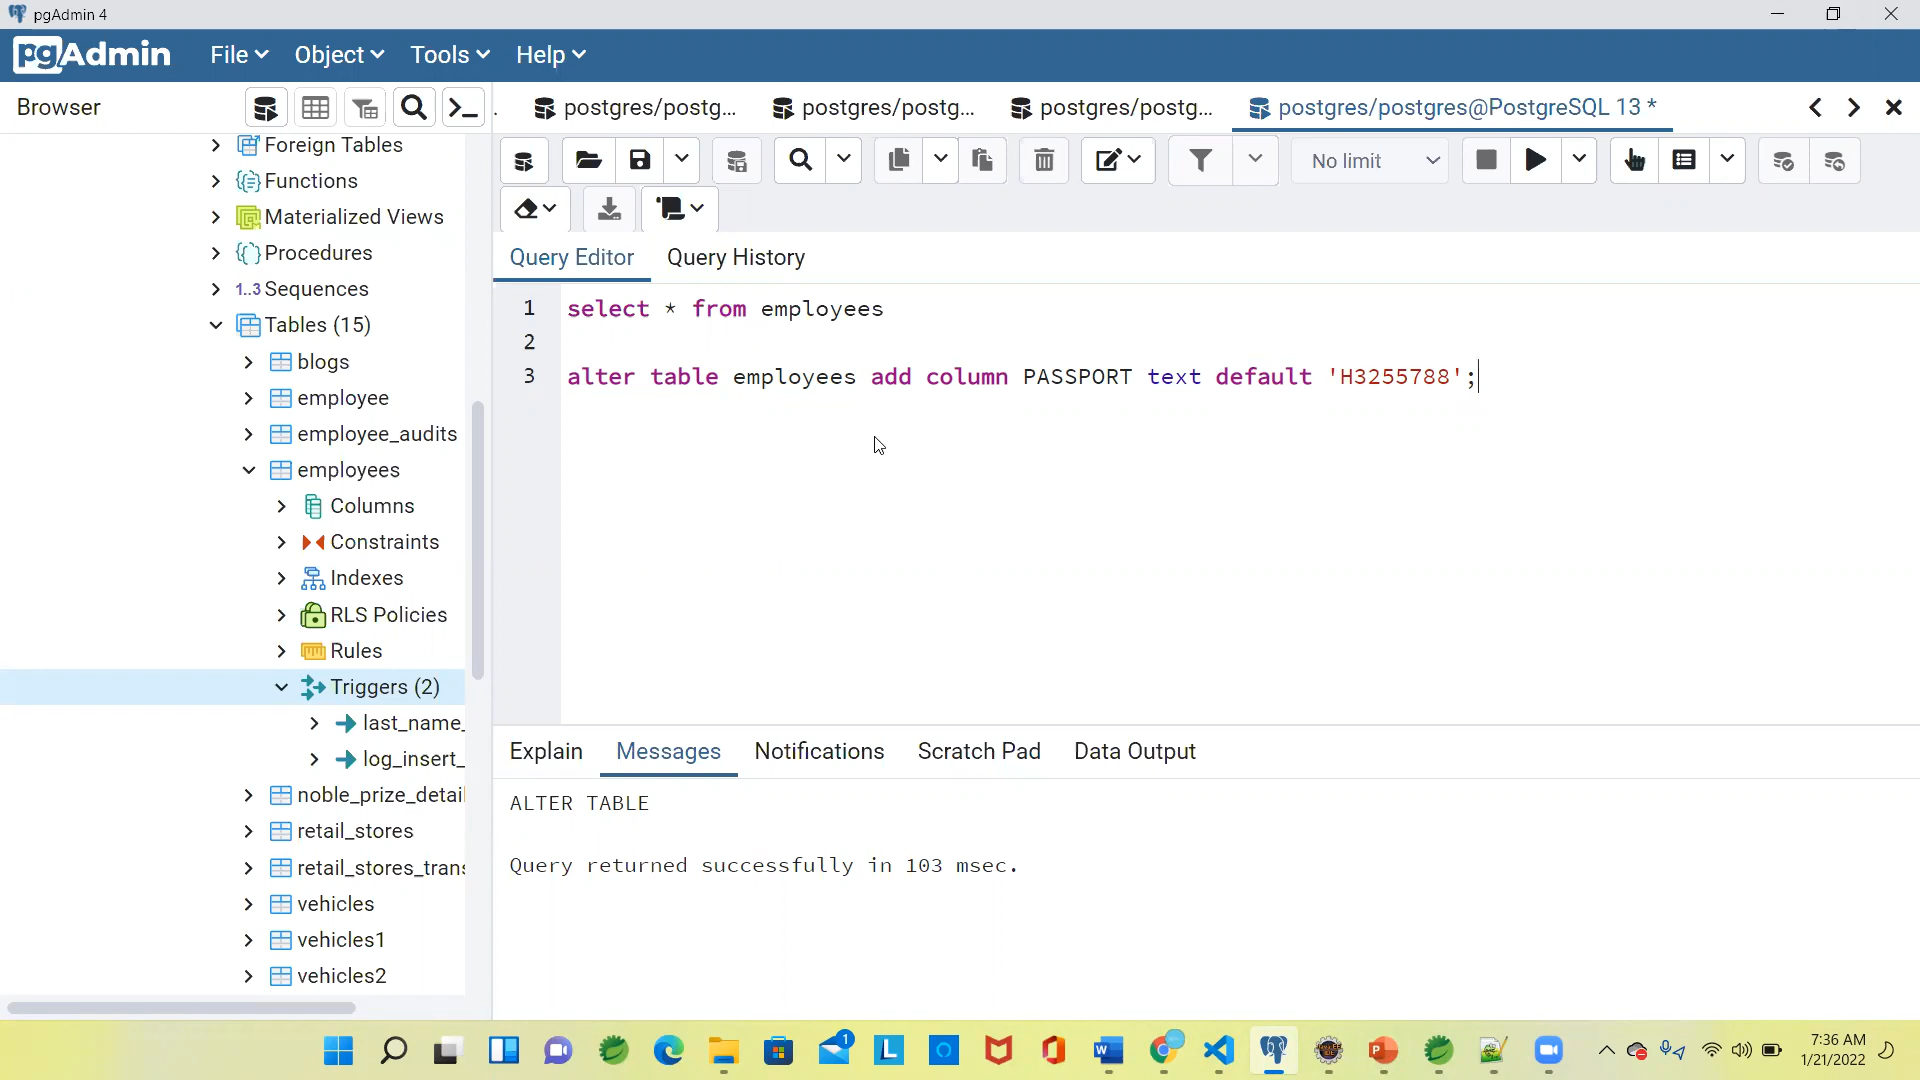 pgAdmin 4
pgAdmin File Object Tools Help
Browser
postgres/postg... postgres/postg... postgres/postg... postgres/postgres@PostgreSQL 13 *
No limit
Query Editor Query History
1 select * from employees
2
3 alter table employees add column PASSPORT text default 'H3255788';
Foreign Tables
Functions
Materialized Views
Procedures
1..3 Sequences
Tables (15)
blogs
employee
employee_audits
employees
Columns
Constraints
Indexes
RLS Policies
Rules
Triggers (2)
last_name_
log_insert_
noble_prize_detail
retail_stores
retail_stores_trans
vehicles
vehicles1
vehicles2
Explain Messages Notifications Scratch Pad Data Output
ALTER TABLE
Query returned successfully in 103 msec.
1
L
W
P
7:36 AM
1/21/2022